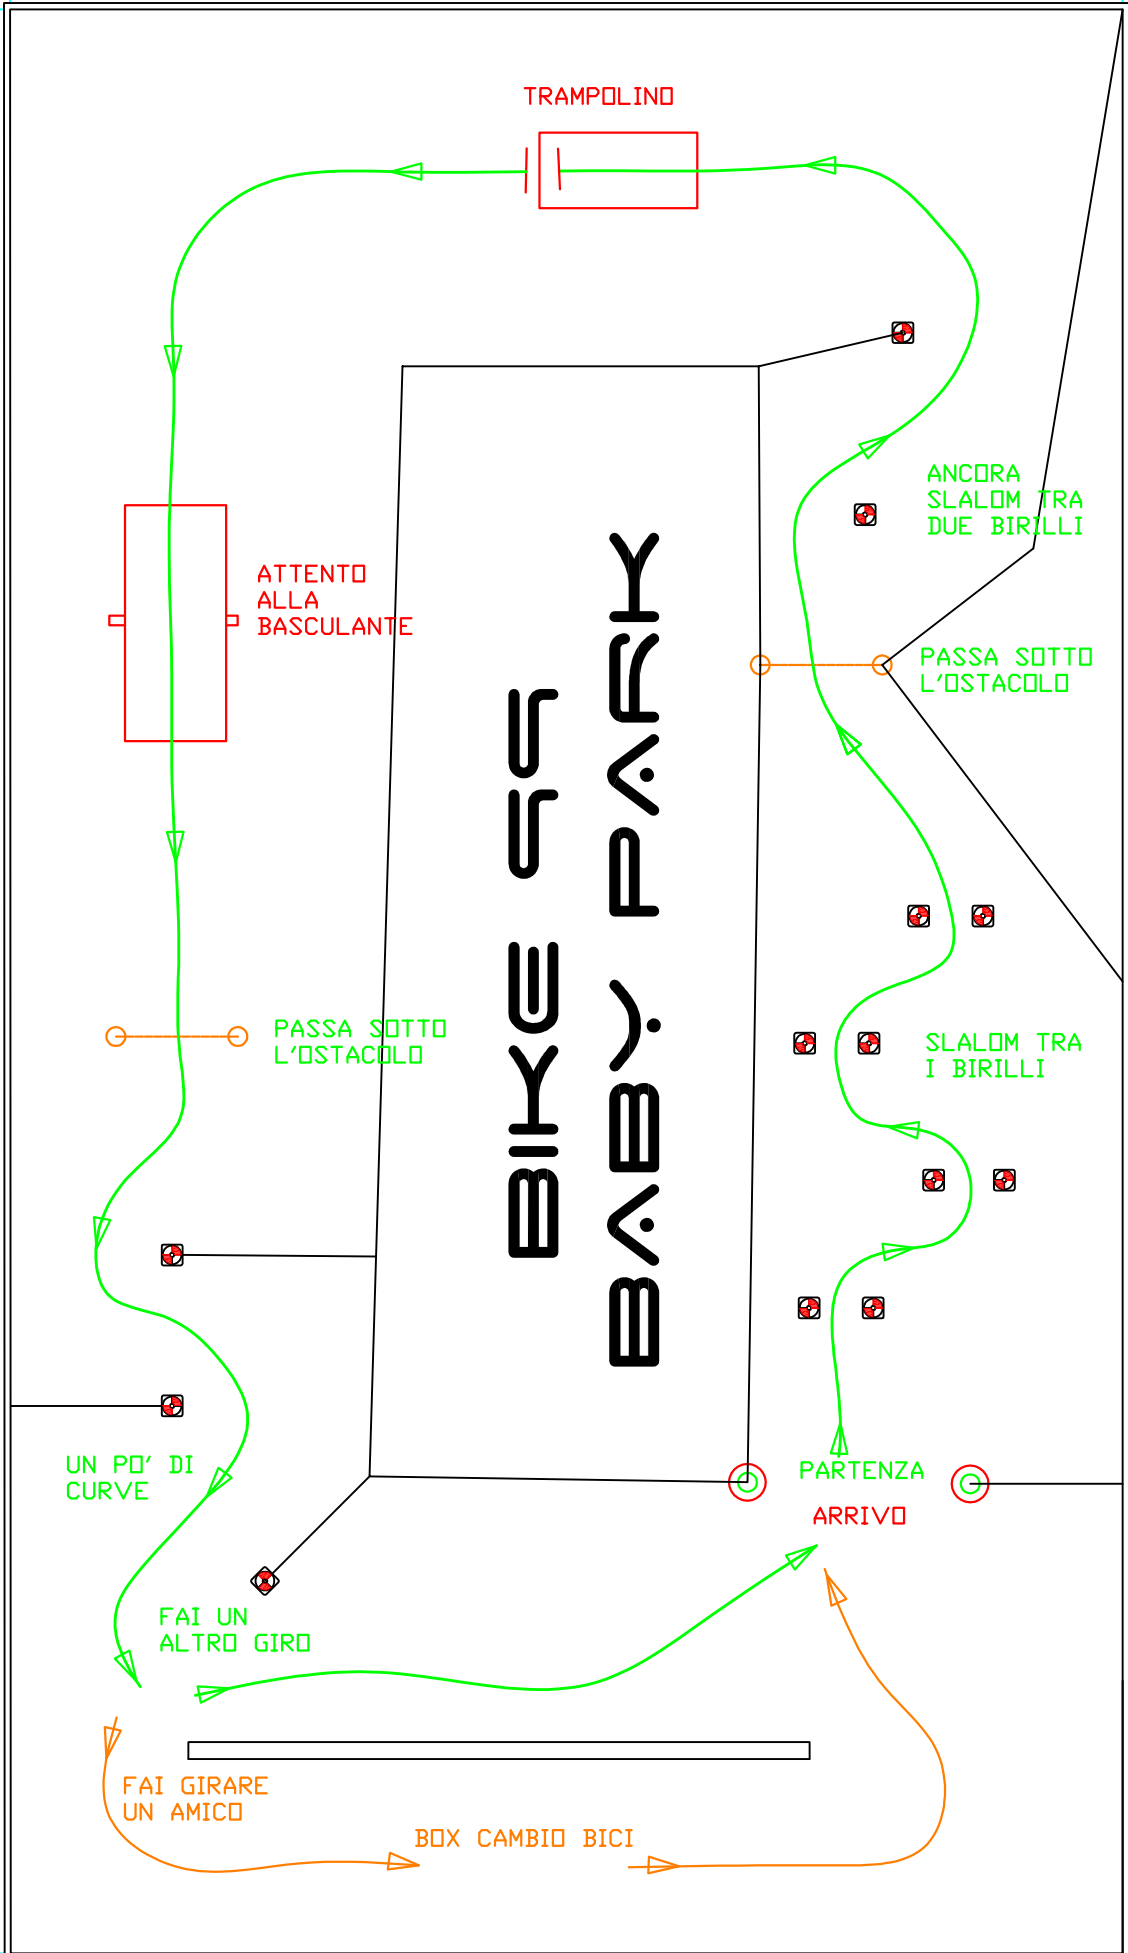 TRAMPOLINO
ANCORA
SLALOM TRA
DUE BIRILLI
ATTENTO
ALLA
BASCULANTE
PASSA SOTTO
L'OSTACOLO
BIKE SS
BABY PARK
PASSA SOTTO
L'OSTACOLO
SLALOM TRA
I BIRILLI
UN PO' DI
CURVE
PARTENZA
ARRIVO
FAI UN
ALTRO GIRO
FAI GIRARE
UN AMICO
BOX CAMBIO BICI